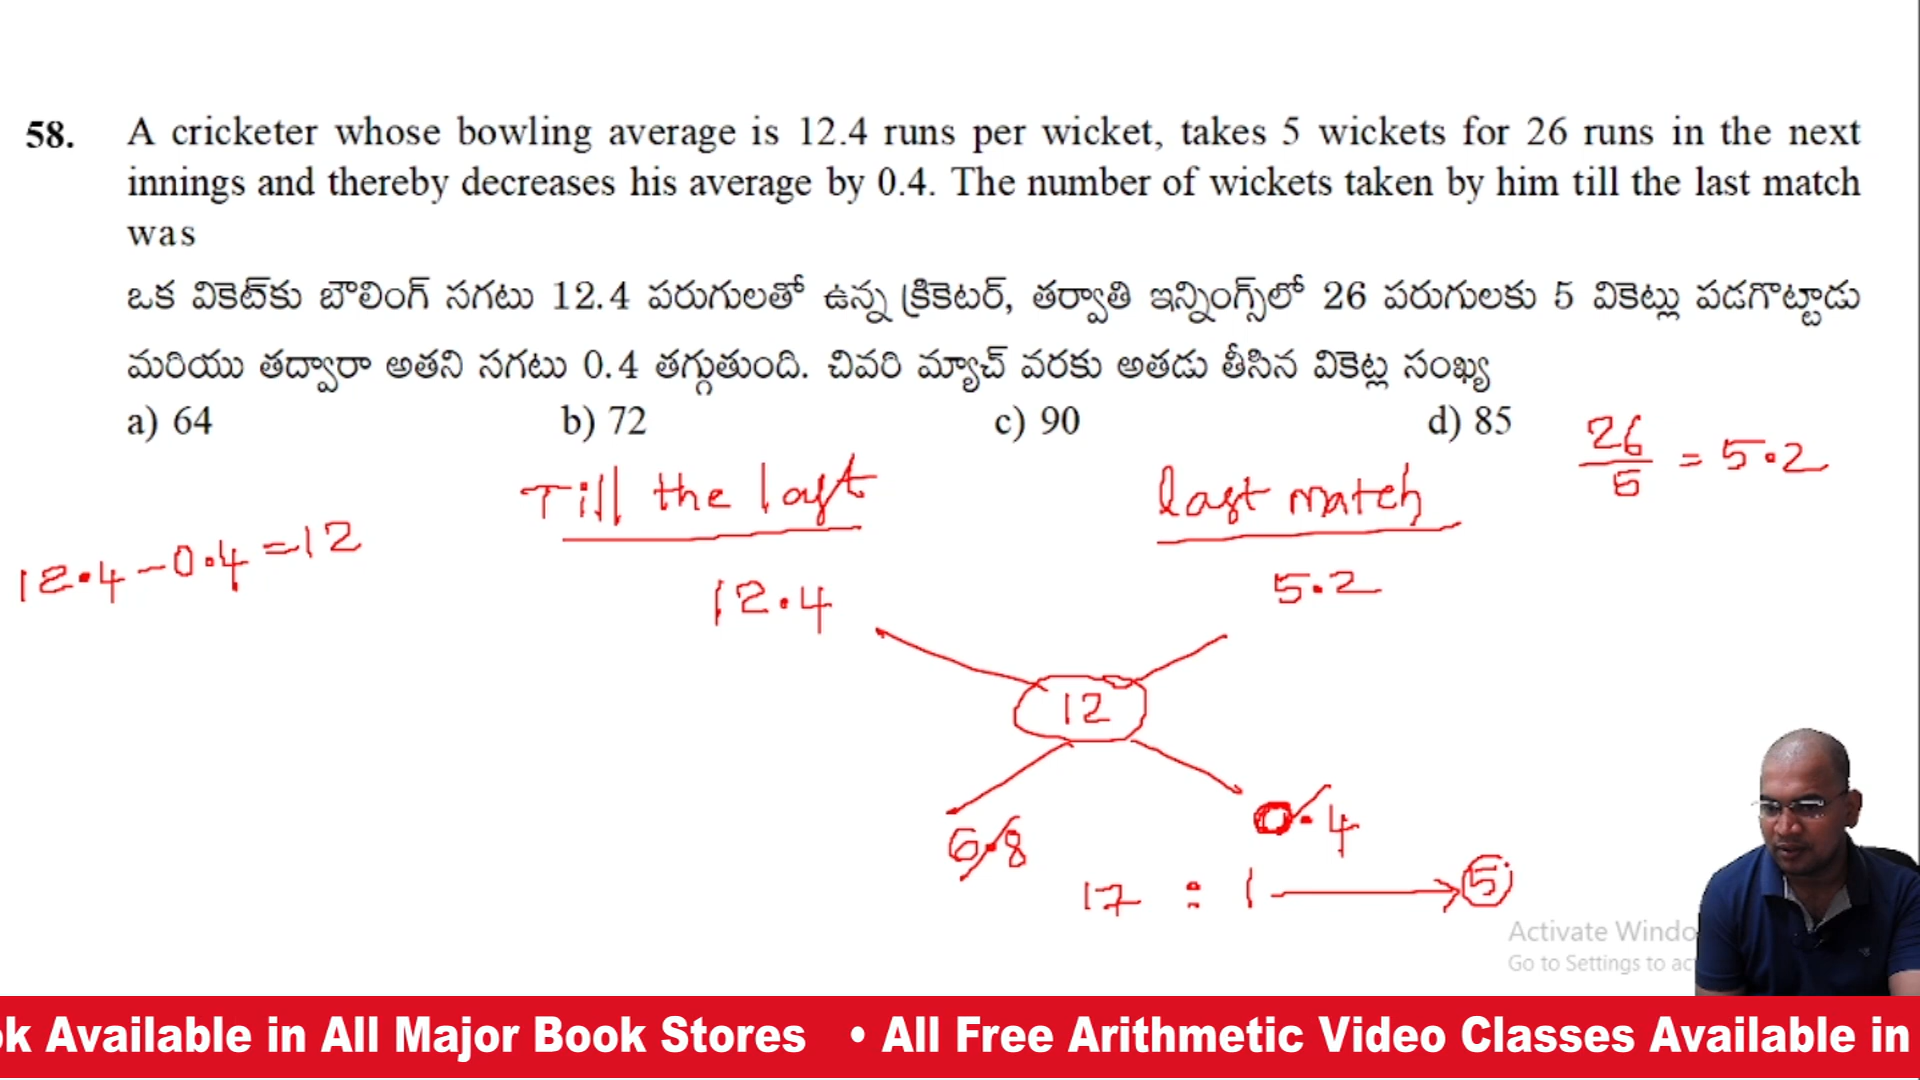 58. A cricketer whose bowling average is 12.4 runs per wicket, takes 5 wickets for 26 runs in the next
innings and thereby decreases his average by 0.4. The number of wickets taken by him till the last match
was
ఒక వికెట్‌కు బౌలింగ్ సగటు 12.4 పరుగులతో ఉన్న క్రికెటర్, తర్వాతి ఇన్నింగ్స్‌లో 26 పరుగులకు 5 వికెట్లు పడగొట్టాడు
మరియు తద్వారా అతని సగటు 0.4 తగ్గుతుంది. చివరి మ్యాచ్ వరకు అతడు తీసిన వికెట్ల సంఖ్య
a) 64 b) 72 c) 90 d) 85
26/5 = 5.2
Till the last last match
12.4-0.4=12
12.4 5.2
12
6.8 0.4
17 : 1 5
Activate Windo
Go to Settings to ac
ok Available in All Major Book Stores • All Free Arithmetic Video Classes Available in